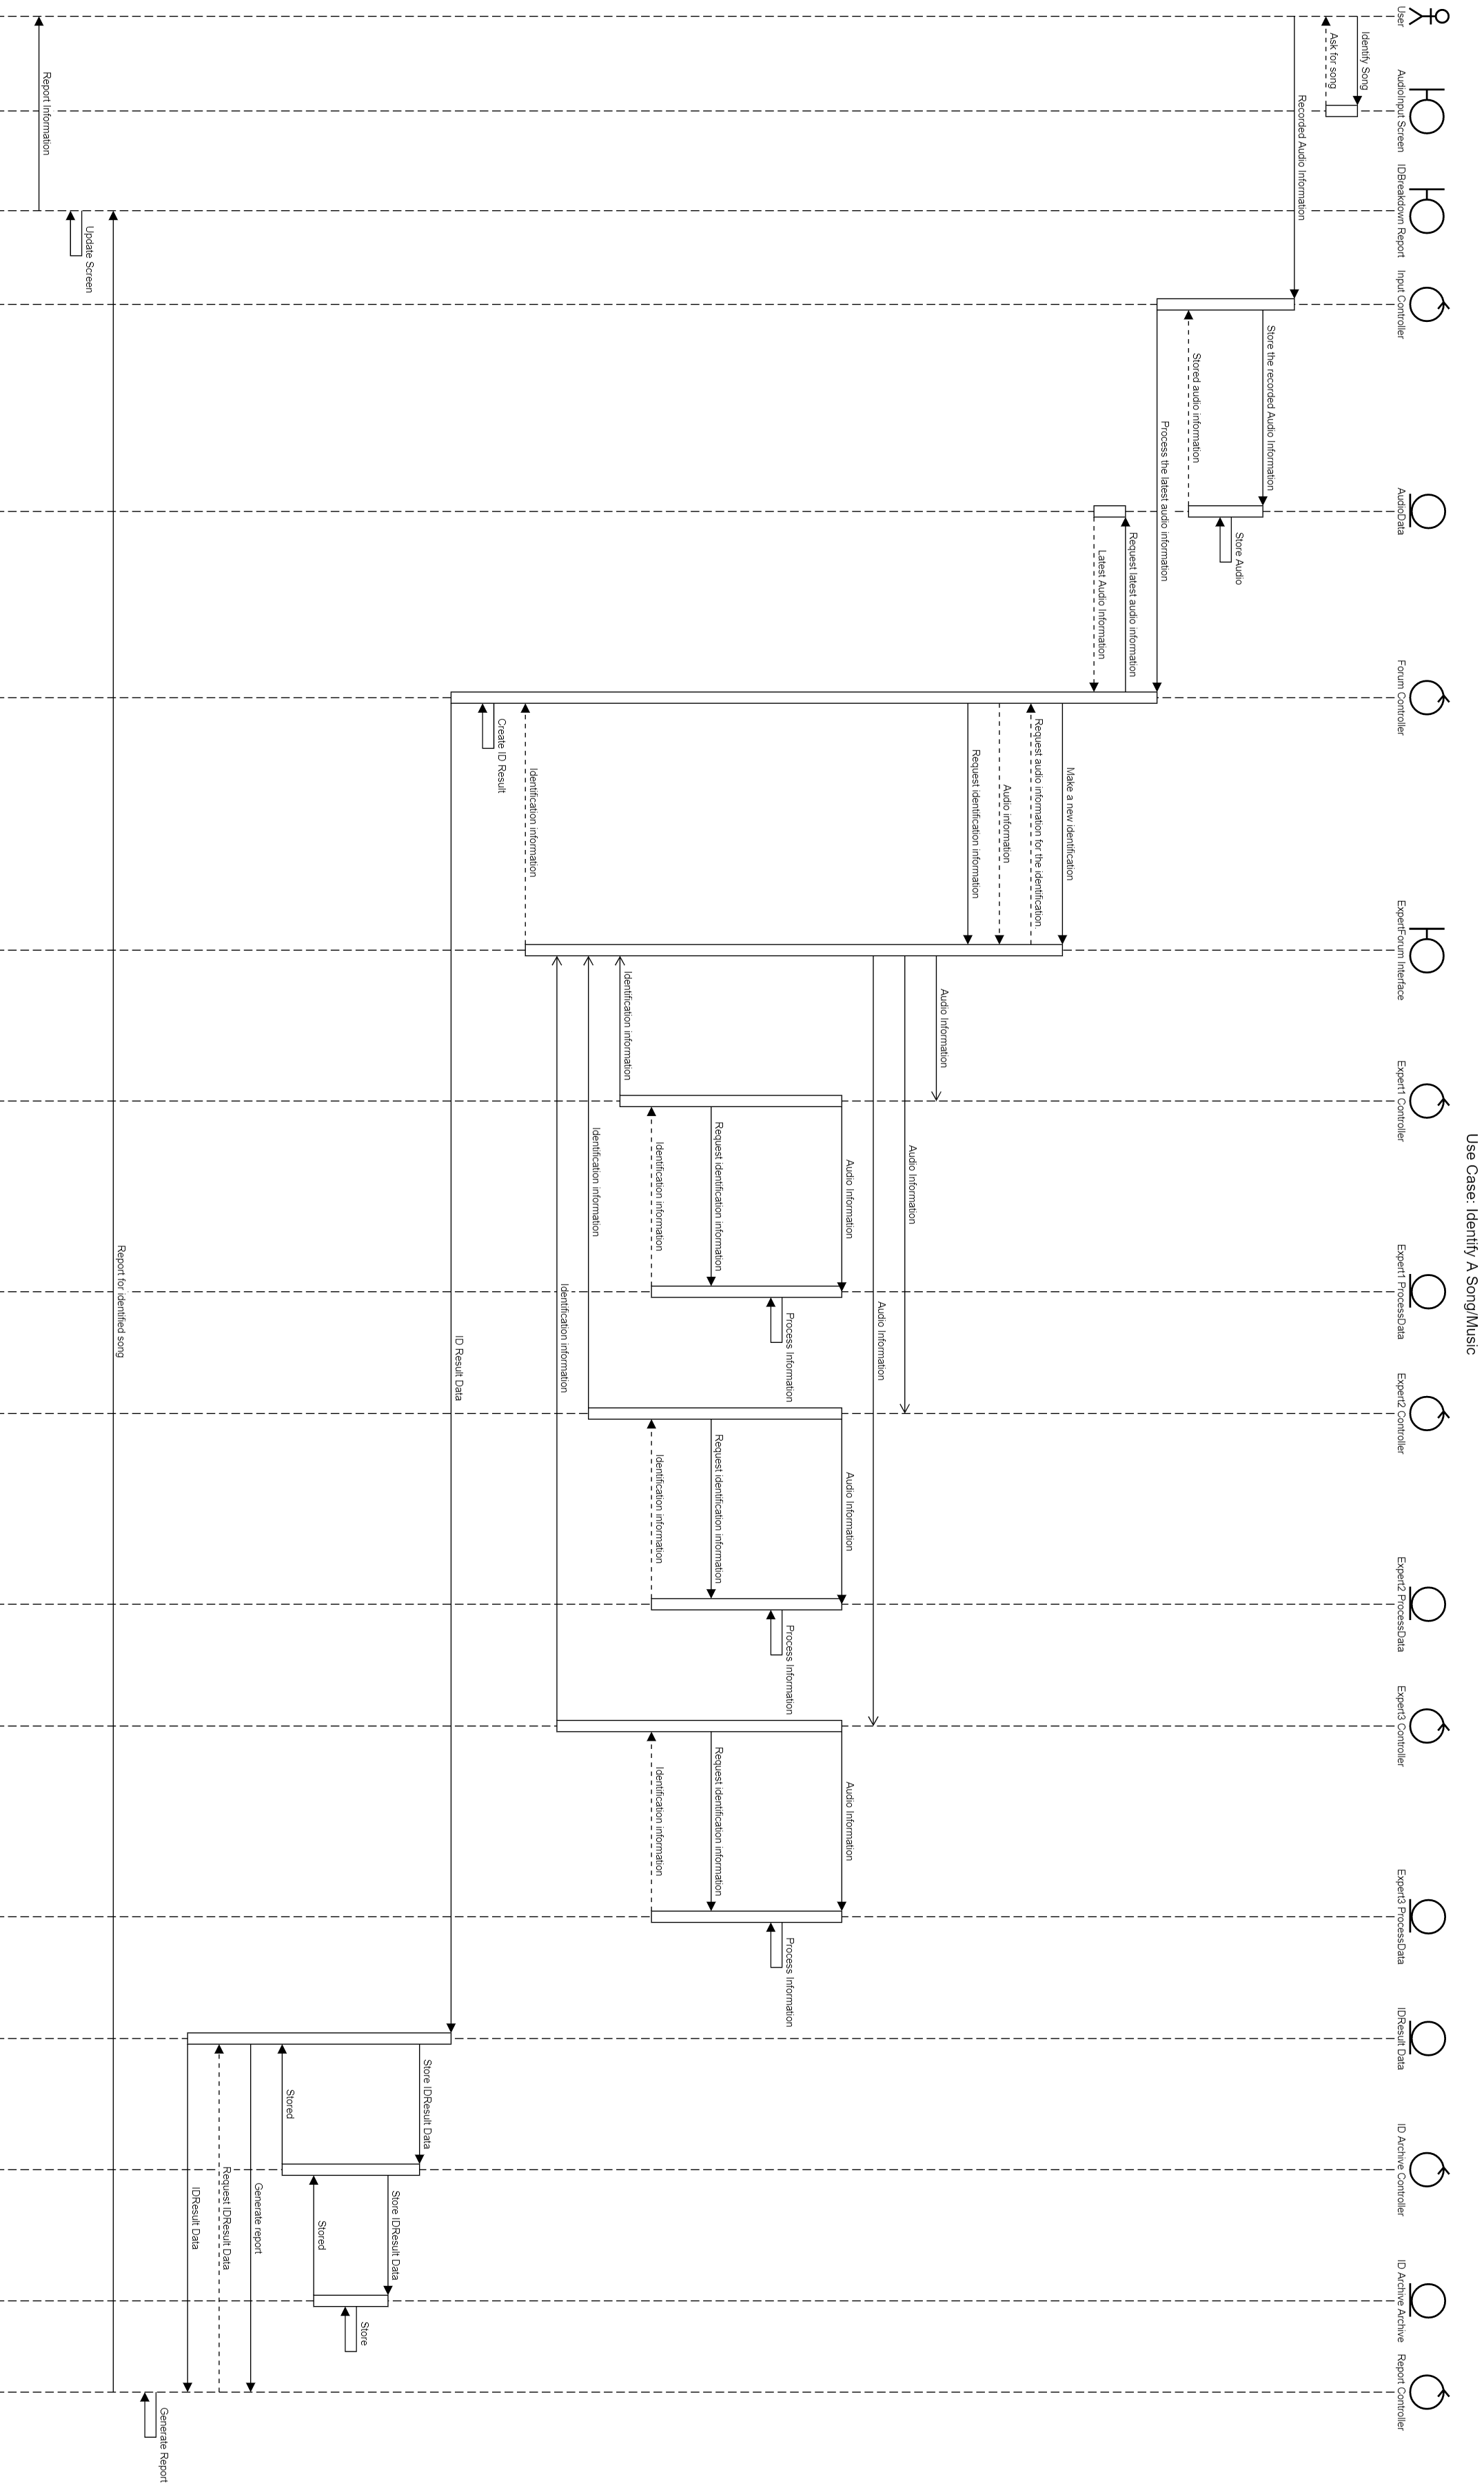 Use Case: Identify A Song/Music
User
AudioInput Screen
IDBreakdown Report
Input Controller
AudioData
Forum Controller
ExpertForum Interface
Expert1 Controller
Expert1 ProcessData
Expert2 Controller
Expert2 ProcessData
Expert3 Controller
Expert3 ProcessData
IDResult Data
ID Archive Controller
ID Archive Archive
Report Controller
Identify Song
Ask for song
Recorded Audio Information
Store the recorded Audio Information
Store Audio
Stored audio information
Process the latest audio information
Request latest audio information
Latest Audio Information
Make a new identification
Request audio information for the identification
Audio information
Request identification information
Audio Information
Audio Information
Audio Information
Audio Information
Audio Information
Audio Information
Process Information
Process Information
Process Information
Request identification information
Request identification information
Request identification information
Identification information
Identification information
Identification information
Identification information
Identification information
Identification information
Identification information
Create ID Result
ID Result Data
Store IDResult Data
Store IDResult Data
Store
Stored
Stored
Generate report
Request IDResult Data
IDResult Data
Generate Report
Report for identified song
Update Screen
Report Information